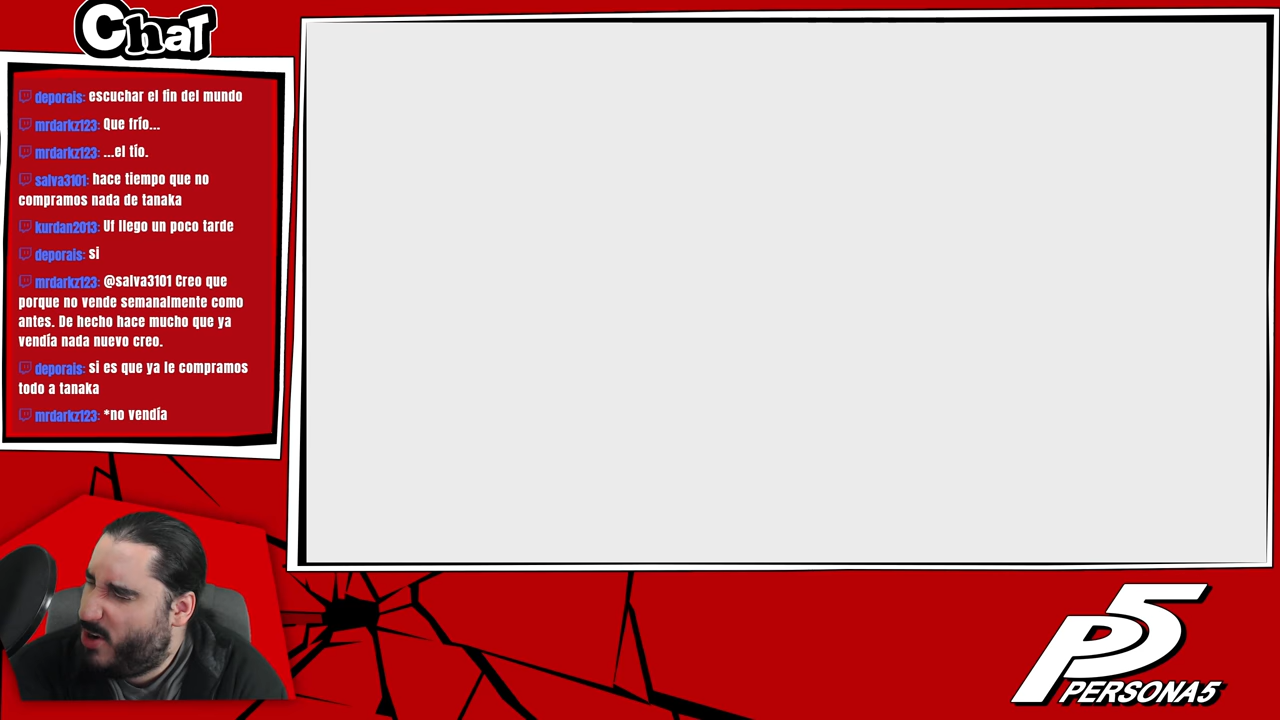 Chat
deporais: escuchar el fin del mundo
mrdarkz123: Que frío...
mrdarkz123: ...el tío.
salva3101: hace tiempo que no
compramos nada de tanaka
kurdan2013: Uf llego un poco tarde
deporais: si
mrdarkz123: @salva3101 Creo que
porque no vende semanalmente como
antes. De hecho hace mucho que ya
vendía nada nuevo creo.
deporais: si es que ya le compramos
todo a tanaka
mrdarkz123: *no vendía
P5
PERSONA5